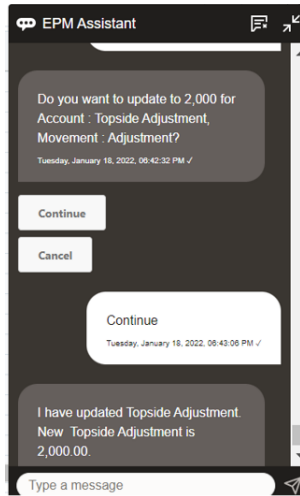 EPM Assistant
Do you want to update to 2,000 for
Account : Topside Adjustment,
Movement : Adjustment?
Tuesday, January 18, 2022, 06:42:32 PM ✓
Continue
Cancel
Continue
Tuesday, January 18, 2022, 06:43:06 PM ✓
I have updated Topside Adjustment.
New  Topside Adjustment is
2,000.00.
Type a message